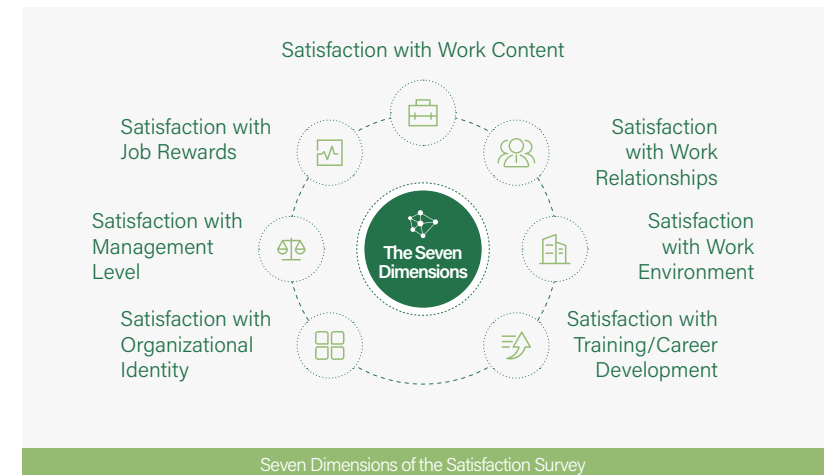 Satisfaction with Work Content
Satisfaction with
Job Rewards
Satisfaction
with Work
Relationships
Satisfaction with
Management
Level
The Seven
Dimensions
Satisfaction
with Work
Environment
Satisfaction with
Organizational
Identity
Satisfaction with
Training/Career
Development
Seven Dimensions of the Satisfaction Survey